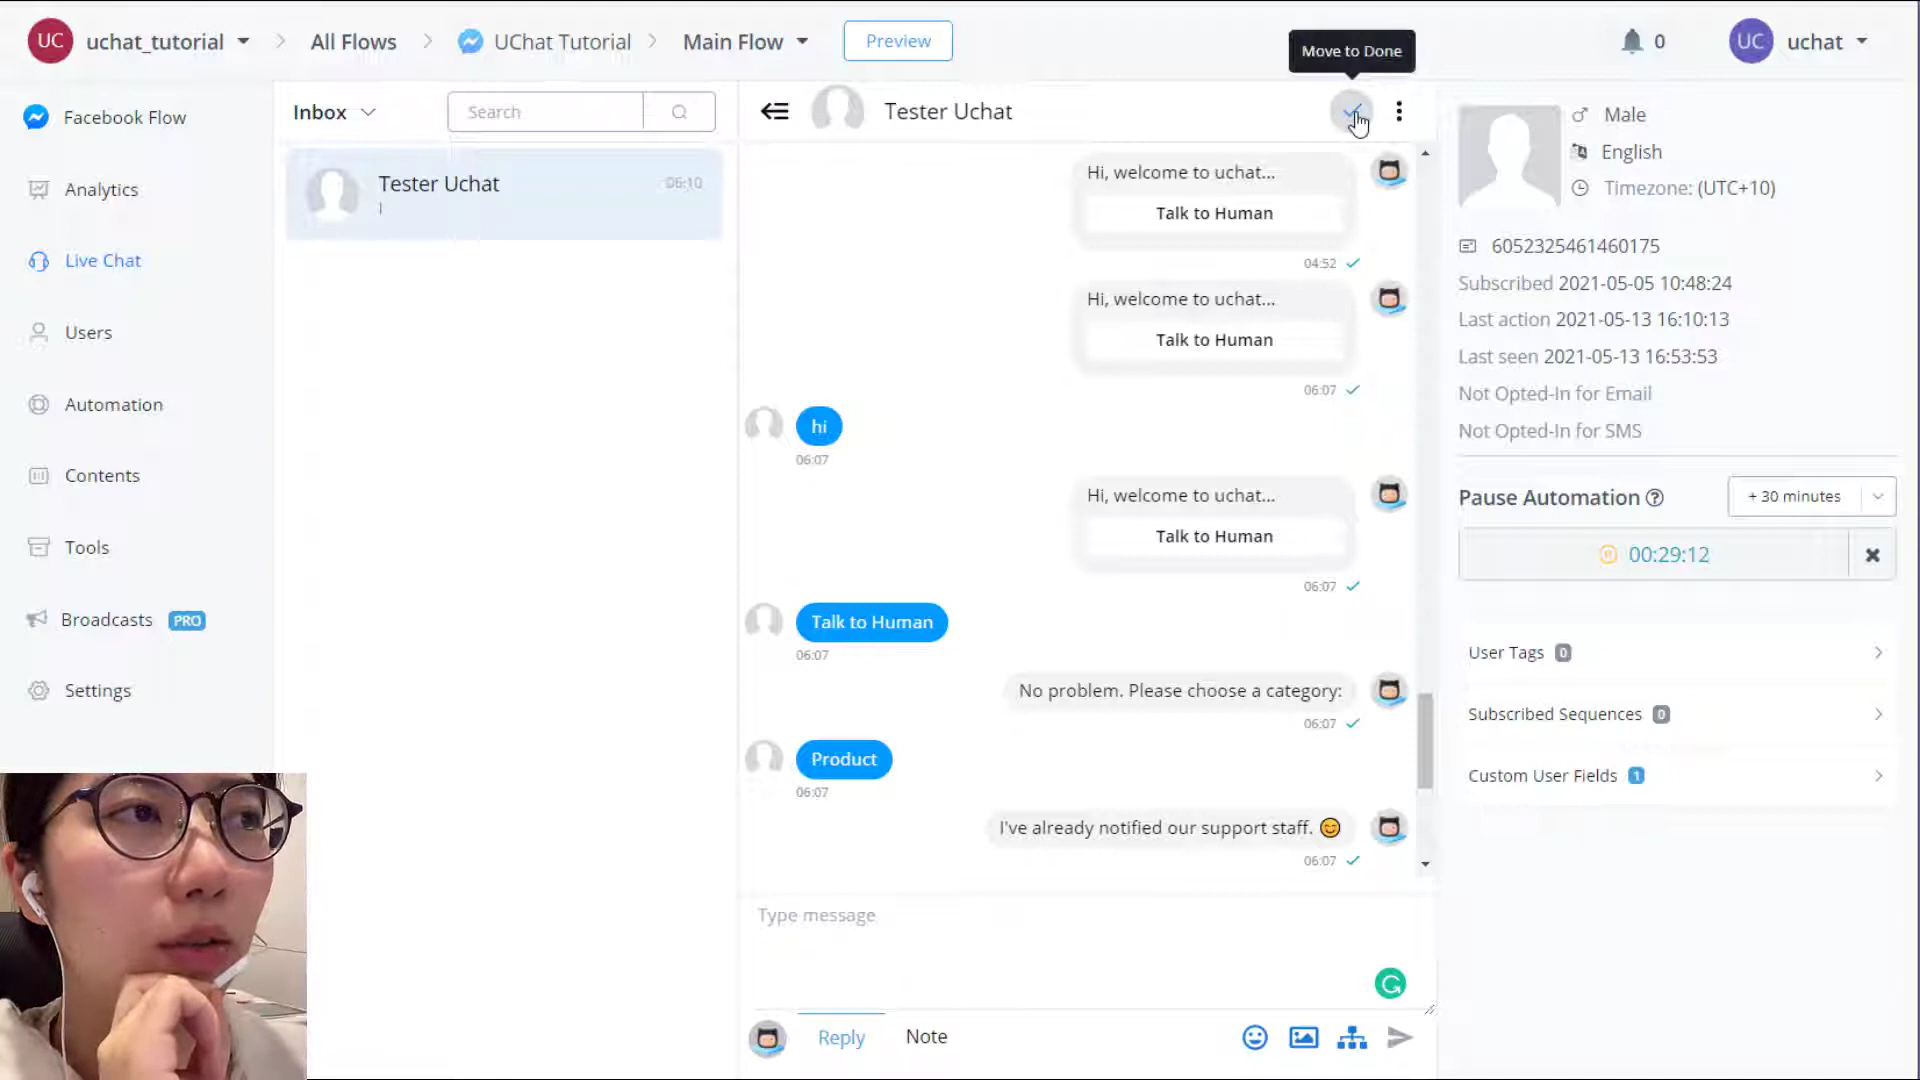 UC uchat_tutorial > All Flows > UChat Tutorial > Main Flow Preview
Move to Done
0 UC uchat
Facebook Flow
Analytics
Live Chat
Users
Automation
Contents
Tools
Broadcasts PRO
Settings
Inbox Search
Tester Uchat 06:10
Tester Uchat
Hi, welcome to uchat...
Talk to Human
04:52
Hi, welcome to uchat...
Talk to Human
06:07
hi
06:07
Hi, welcome to uchat...
Talk to Human
06:07
Talk to Human
06:07
No problem. Please choose a category:
06:07
Product
06:07
I've already notified our support staff. 😊
06:07
Type message
Reply Note
Male
English
Timezone: (UTC+10)
6052325461460175
Subscribed 2021-05-05 10:48:24
Last action 2021-05-13 16:10:13
Last seen 2021-05-13 16:53:53
Not Opted-In for Email
Not Opted-In for SMS
Pause Automation + 30 minutes
00:29:12
User Tags 0
Subscribed Sequences 0
Custom User Fields 1